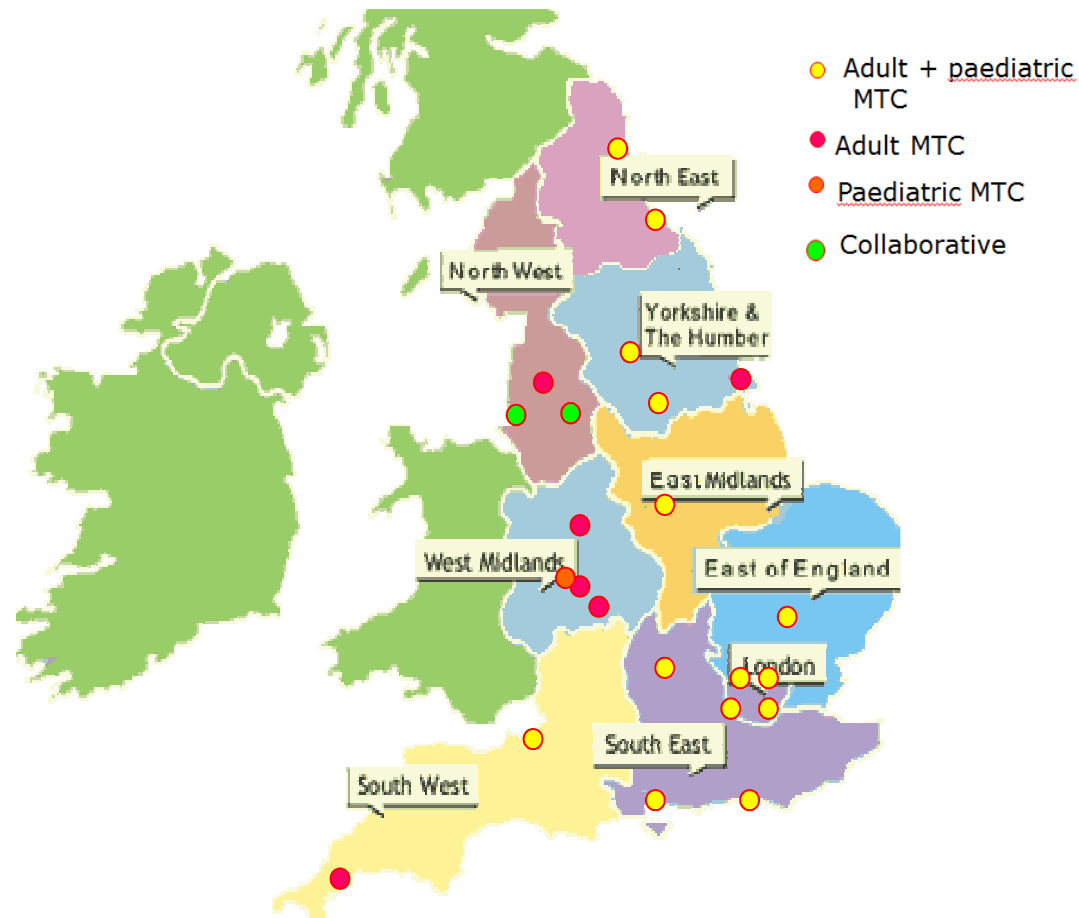 Adult + paediatric
MTC
Adult MTC
Paediatric MTC
Collaborative
North East
North West
Yorkshire &
The Humber
East Midlands
West Midlands
East of England
London
South East
South West